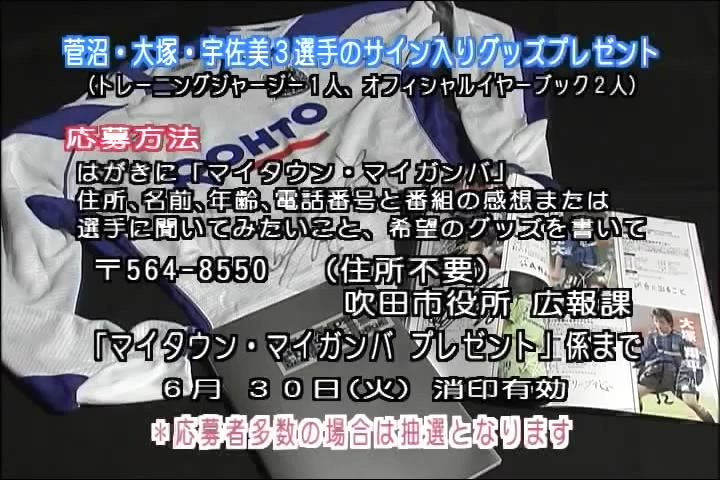 菅沼・大塚・宇佐美3選手のサイン入りグッズプレゼント
(トレーニングジャージー1人、オフィシャルイヤーブック2人)
応募方法
はがきに「マイタウン・マイガンバ」
住所、名前、年齢、電話番号と番組の感想または
選手に聞いてみたいこと、希望のグッズを書いて
〒564-8550 (住所不要)
吹田市役所 広報課
「マイタウン・マイガンバ プレゼント」係まで
6月 30日(火) 消印有効
*応募者多数の場合は抽選となります
ROHTO
大塚 翔平